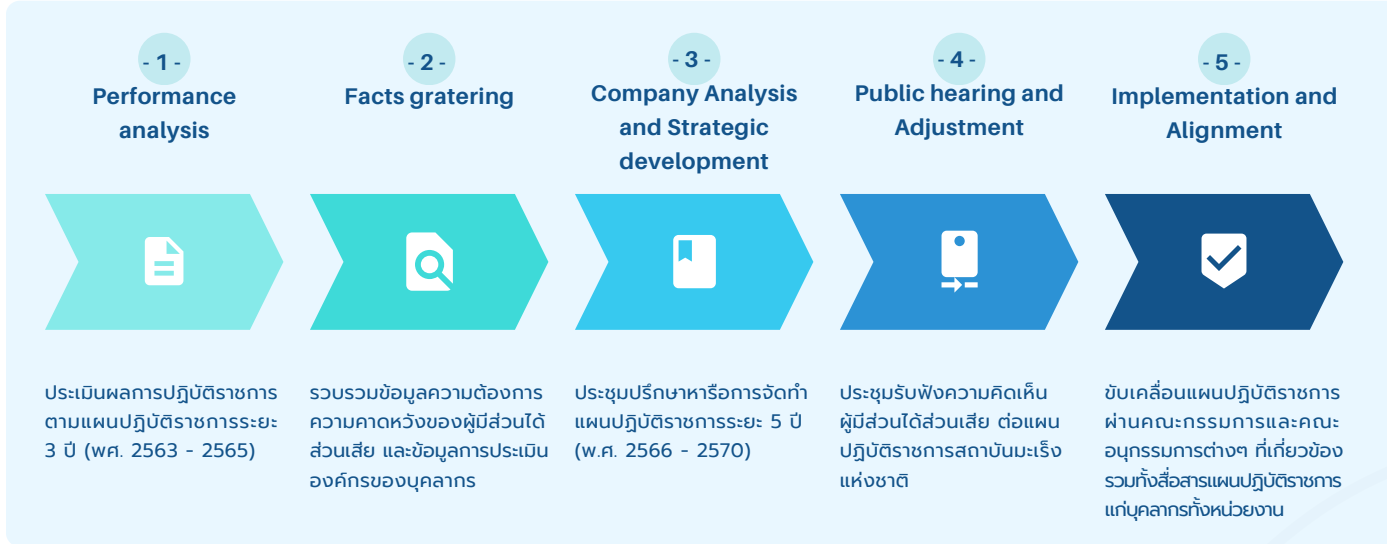 - 1 -
Performance
analysis
ประเมินผลการปฏิบัติราชการ
ตามแผนปฏิบัติราชการระยะ
3 ปี (พศ. 2563 - 2565)
- 2 -
Facts gratering
รวบรวมข้อมูลความต้องการ
ความคาดหวังของผู้มีส่วนได้
ส่วนเสีย และข้อมูลการประเมิน
องค์กรของบุคลากร
- 3 -
Company Analysis
and Strategic
development
ประชุมปรึกษาหารือการจัดทำ
แผนปฏิบัติราชการระยะ 5 ปี
(พ.ศ. 2566 - 2570)
- 4 -
Public hearing and
Adjustment
ประชุมรับฟังความคิดเห็น
ผู้มีส่วนได้ส่วนเสีย ต่อแผน
ปฏิบัติราชการสถาบันมะเร็ง
แห่งชาติ
- 5 -
Implementation and
Alignment
ขับเคลื่อนแผนปฏิบัติราชการ
ผ่านคณะกรรมการและคณะ
อนุกรรมการต่างๆ ที่เกี่ยวข้อง
รวมทั้งสื่อสารแผนปฏิบัติราชการ
แก่บุคลากรทั้งหน่วยงาน